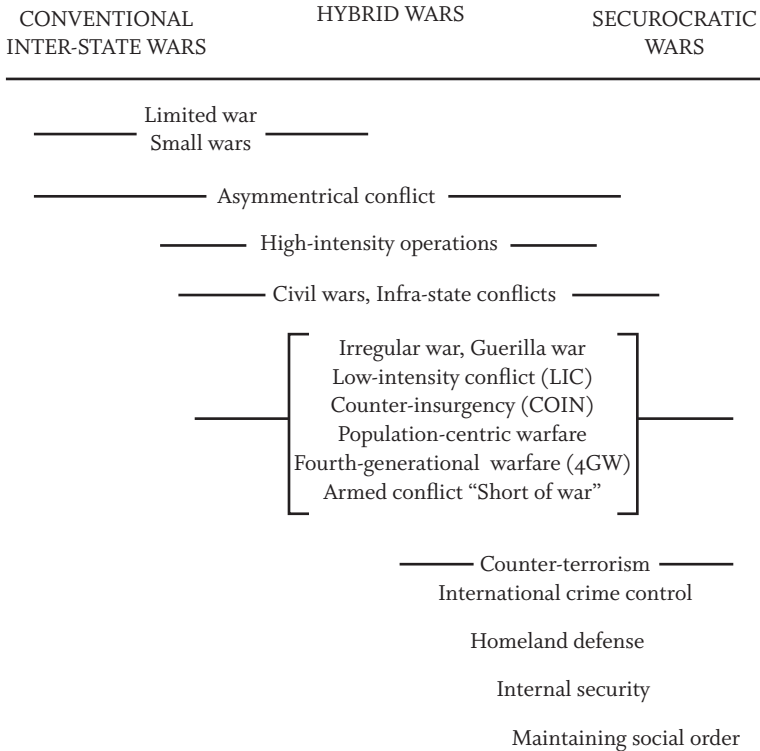 CONVENTIONAL
INTER-STATE WARS
HYBRID WARS
SECUROCRATIC
WARS
Limited war
Small wars
Asymmentrical conflict
High-intensity operations
Civil wars, Infra-state conflicts
Irregular war, Guerilla war
Low-intensity conflict (LIC)
Counter-insurgency (COIN)
Population-centric warfare
Fourth-generational warfare (4GW)
Armed conflict “Short of war”
Counter-terrorism
International crime control
Homeland defense
Internal security
Maintaining social order